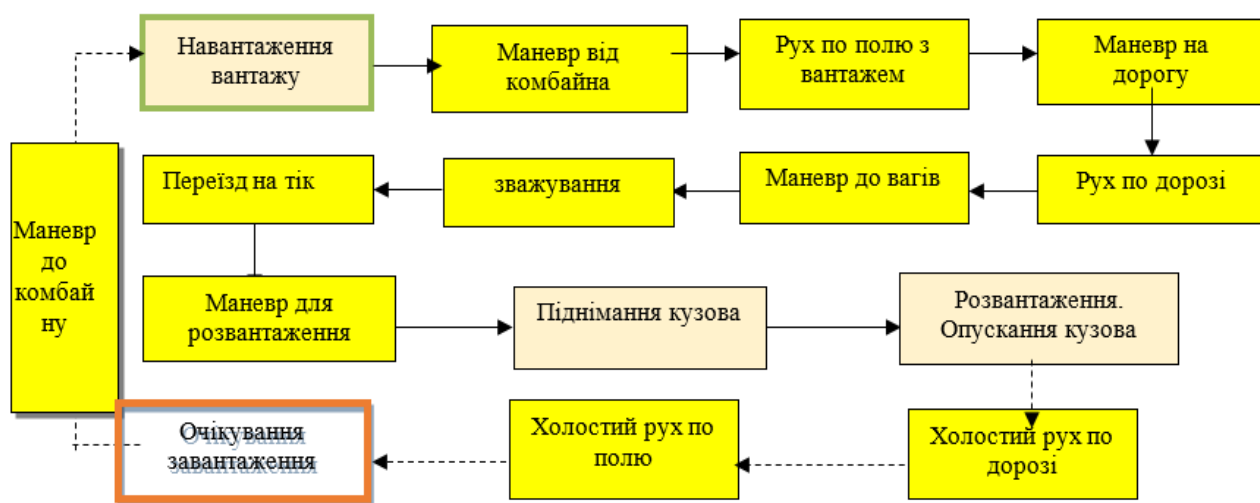 Навантаження
вантажу
Маневр від
комбайна
Рух по полю з
вантажем
Маневр на
дорогу
Рух по дорозі
Маневр до вагів
зважування
Переїзд на тік
Маневр для
розвантаження
Піднімання кузова
Розвантаження.
Опускання кузова
Холостий рух по
дорозі
Холостий рух по
полю
Очікування
завантаження
Маневр
до
комбай
ну